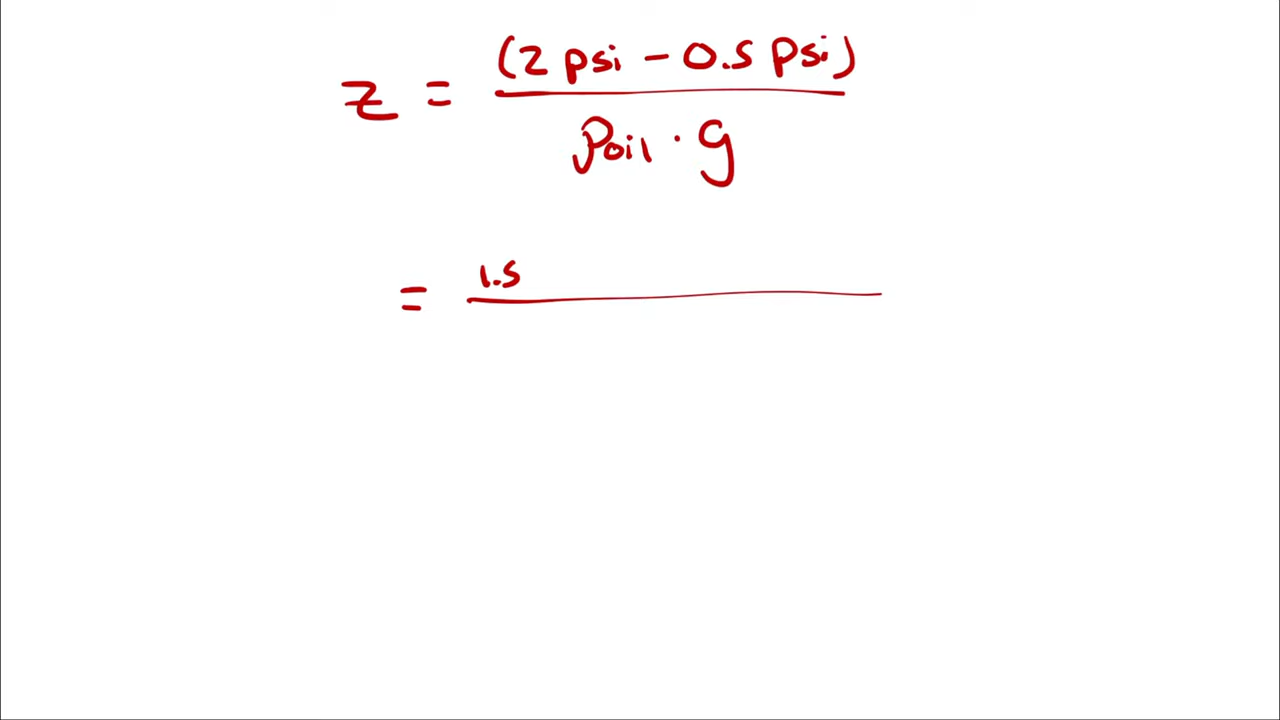 z = (2 psi - 0.5 psi) / ρoil · g
= 1.5